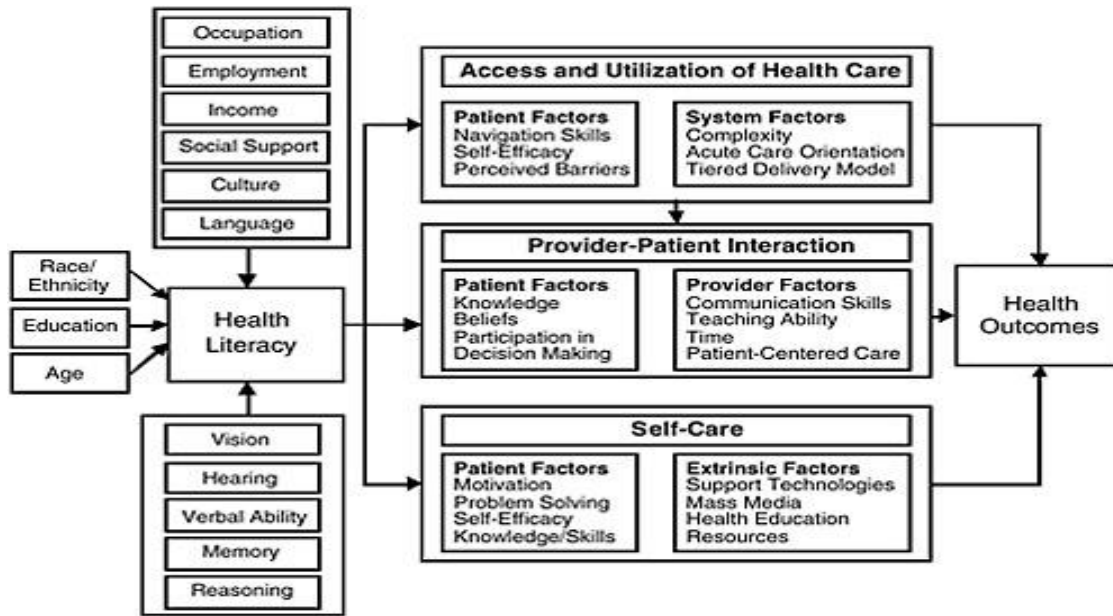 Occupation
Employment
Income
Social Support
Culture
Language
Race/
Ethnicity
Education
Age
Health
Literacy
Vision
Hearing
Verbal Ability
Memory
Reasoning
Access and Utilization of Health Care
Patient Factors
Navigation Skills
Self-Efficacy
Perceived Barriers
System Factors
Complexity
Acute Care Orientation
Tiered Delivery Model
Provider-Patient Interaction
Patient Factors
Knowledge
Beliefs
Participation in
Decision Making
Provider Factors
Communication Skills
Teaching Ability
Time
Patient-Centered Care
Self-Care
Patient Factors
Motivation
Problem Solving
Self-Efficacy
Knowledge/Skills
Extrinsic Factors
Support Technologies
Mass Media
Health Education
Resources
Health
Outcomes